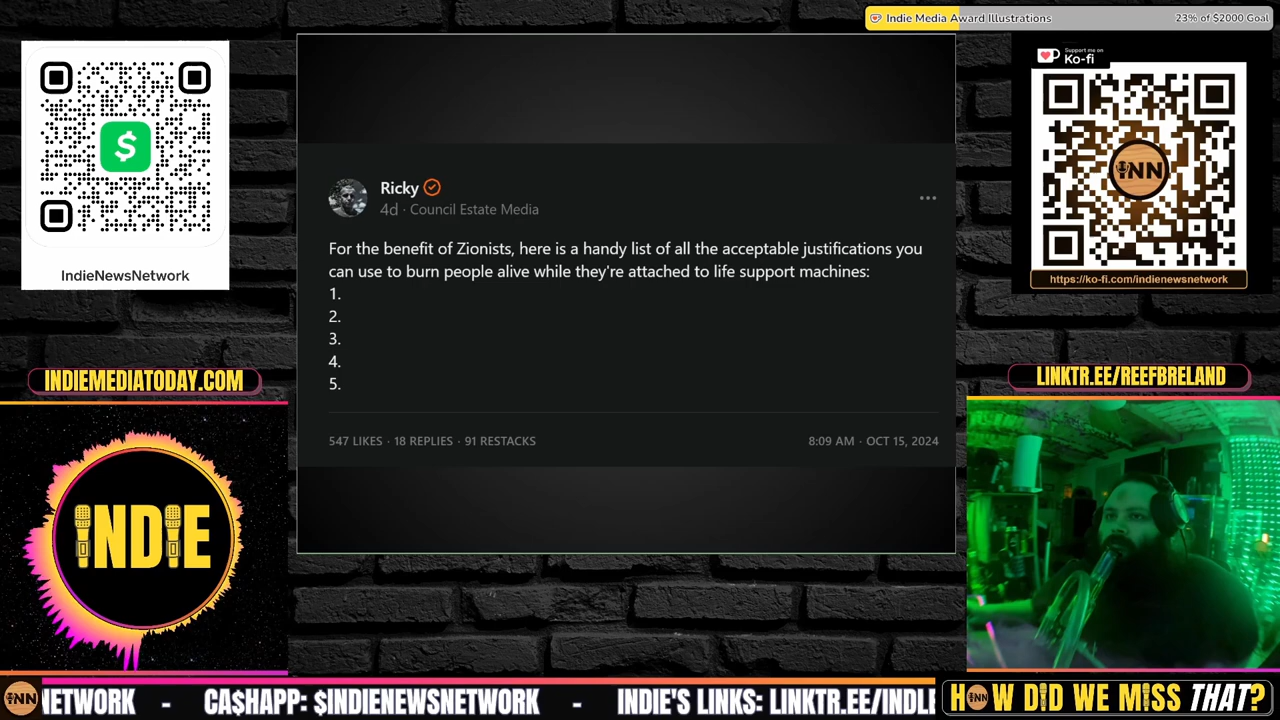 Indie Media Award Illustrations
23% of $2000 Goal
Support me on
Ko-fi
INN
https://ko-fi.com/indienewsnetwork
$
IndieNewsNetwork
Ricky
4d · Council Estate Media
For the benefit of Zionists, here is a handy list of all the acceptable justifications you
can use to burn people alive while they're attached to life support machines:
1.
2.
3.
4.
5.
547 LIKES · 18 REPLIES · 91 RESTACKS
8:09 AM · OCT 15, 2024
INDIEMEDIATODAY.COM
LINKTR.EE/REEFBRELAND
INDIE
INN
NETWORK - CA$HAPP: $INDIENEWSNETWORK - INDIE'S LINKS: LINKTR.EE/INDLE
HOW DID WE MISS THAT?